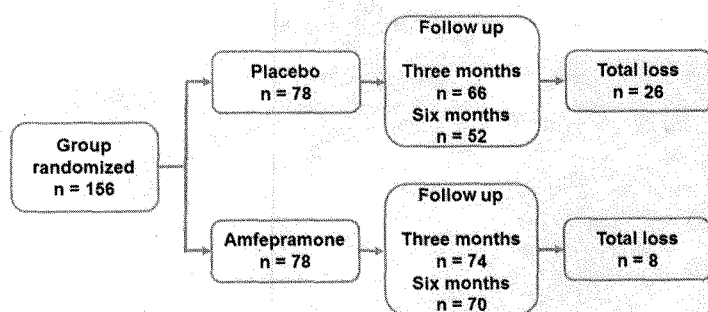 Group
randomized
n = 156
Placebo
n = 78
Follow up
Three months
n = 66
Six months
n = 52
Total loss
n = 26
Amfepramone
n = 78
Follow up
Three months
n = 74
Six months
n = 70
Total loss
n = 8